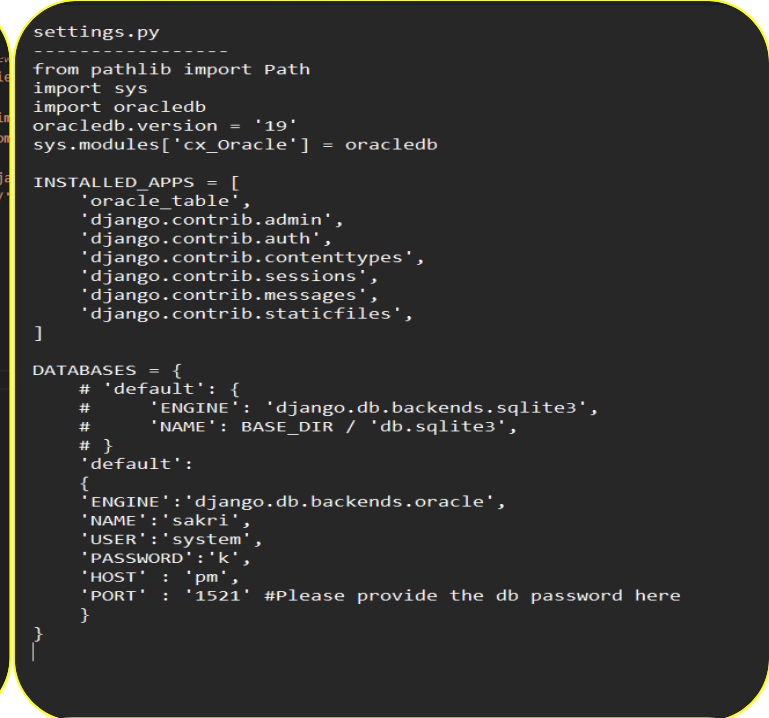 settings.py
-----------------
from pathlib import Path
import sys
import oracledb
oracledb.version = '19'
sys.modules['cx_Oracle'] = oracledb

INSTALLED_APPS = [
    'oracle_table',
    'django.contrib.admin',
    'django.contrib.auth',
    'django.contrib.contenttypes',
    'django.contrib.sessions',
    'django.contrib.messages',
    'django.contrib.staticfiles',
]

DATABASES = {
    # 'default': {
    #     'ENGINE': 'django.db.backends.sqlite3',
    #     'NAME': BASE_DIR / 'db.sqlite3',
    # }
    'default':
    {
    'ENGINE':'django.db.backends.oracle',
    'NAME':'sakri',
    'USER':'system',
    'PASSWORD':'k',
    'HOST' : 'pm',
    'PORT' : '1521' #Please provide the db password here
    }
}